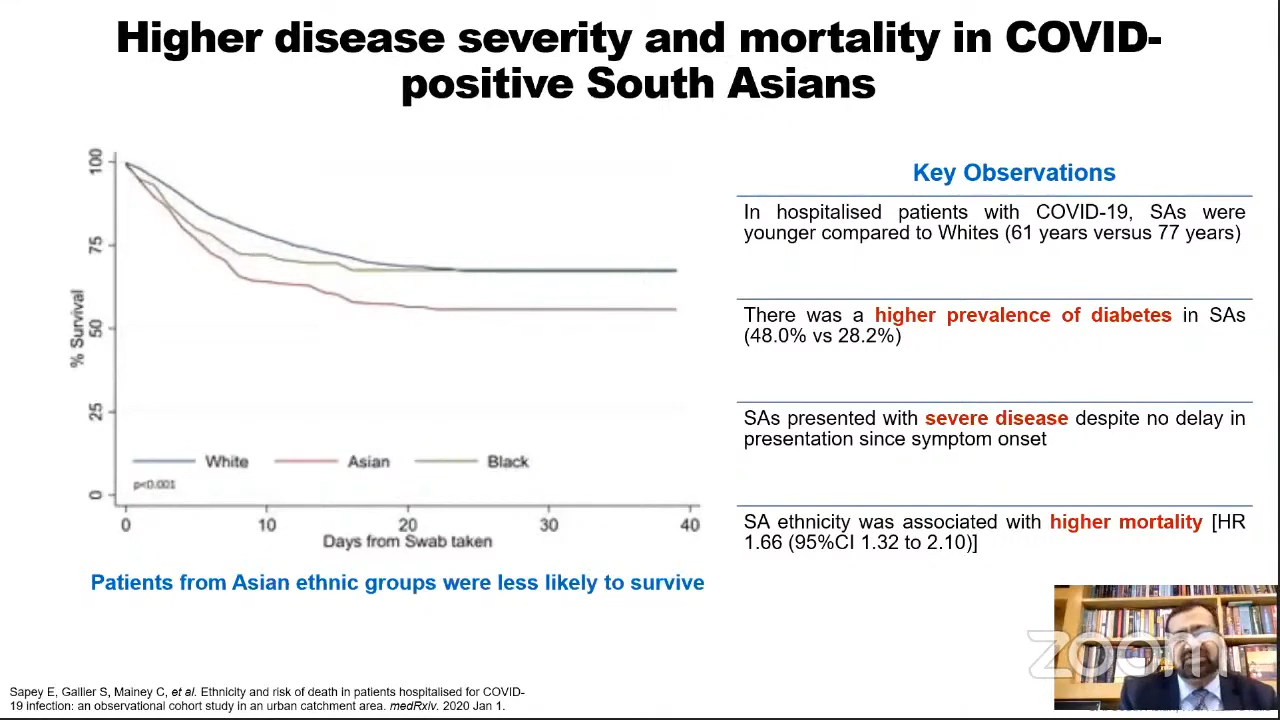 Higher disease severity and mortality in COVID-
positive South Asians
100
75
50
25
0
% Survival
White
Asian
Black
p<0.001
0
10
20
30
40
Days from Swab taken
Patients from Asian ethnic groups were less likely to survive
Key Observations
In hospitalised patients with COVID-19, SAs were
younger compared to Whites (61 years versus 77 years)
There was a higher prevalence of diabetes in SAs
(48.0% vs 28.2%)
SAs presented with severe disease despite no delay in
presentation since symptom onset
SA ethnicity was associated with higher mortality [HR
1.66 (95%CI 1.32 to 2.10)]
zoom
Sapey E, Gallier S, Mainey C, et al. Ethnicity and risk of death in patients hospitalised for COVID-
19 infection: an observational cohort study in an urban catchment area. medRxiv. 2020 Jan 1.